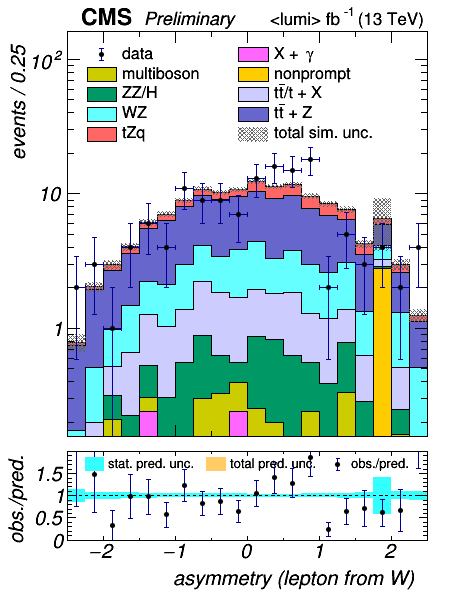 CMS Preliminary <lumi> fb⁻¹ (13 TeV)
events / 0.25
10²
10
1
data
multiboson
ZZ/H
WZ
tZq
X + γ
nonprompt
tt̄/t + X
tt̄ + Z
total sim. unc.
obs./pred.
1.5
1
0.5
0
stat. pred. unc. total pred. unc. obs./pred.
−2 −1 0 1 2
asymmetry (lepton from W)